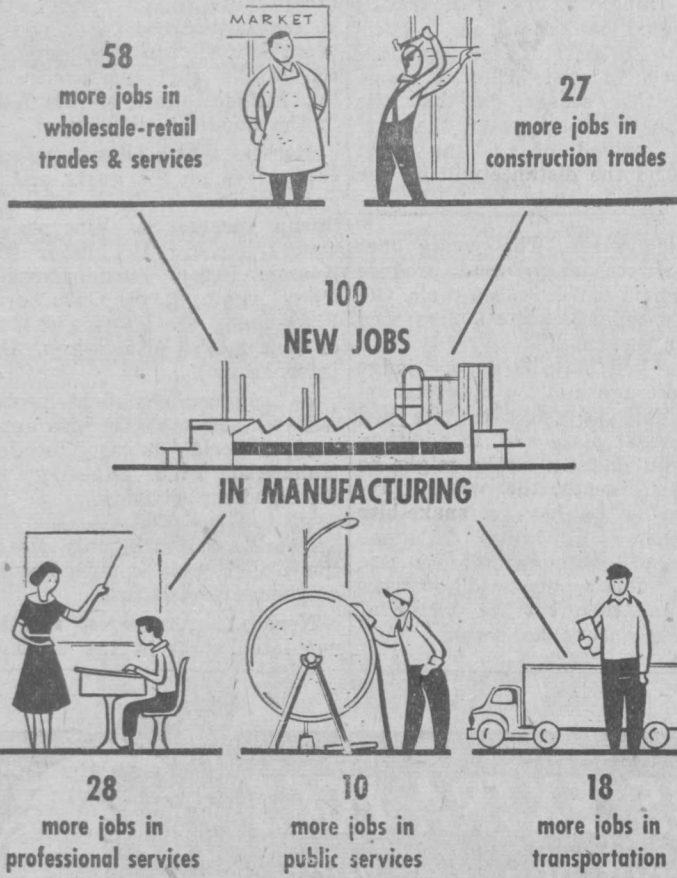 MARKET
58
more jobs in
wholesale-retail
trades & services
27
more jobs in
construction trades
100
NEW JOBS
IN MANUFACTURING
28
more jobs in
professional services
10
more jobs in
public services
18
more jobs in
transportation